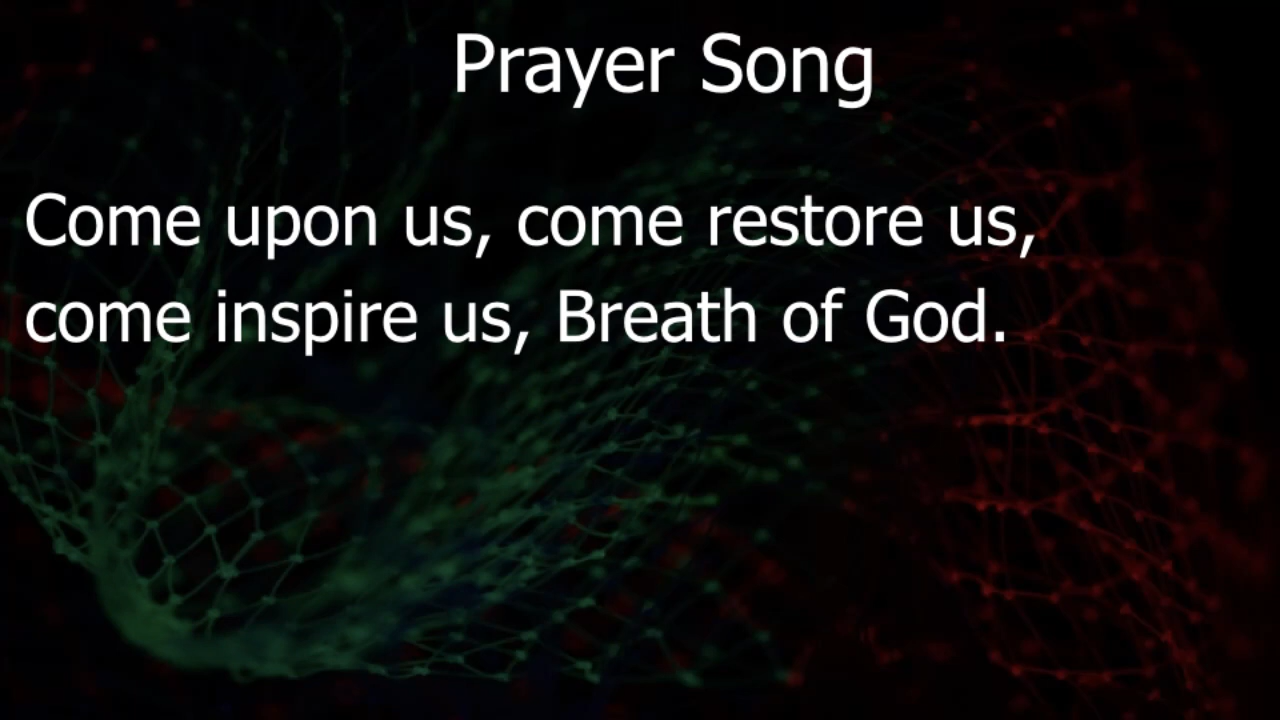 Prayer Song
Come upon us, come restore us,
come inspire us, Breath of God.